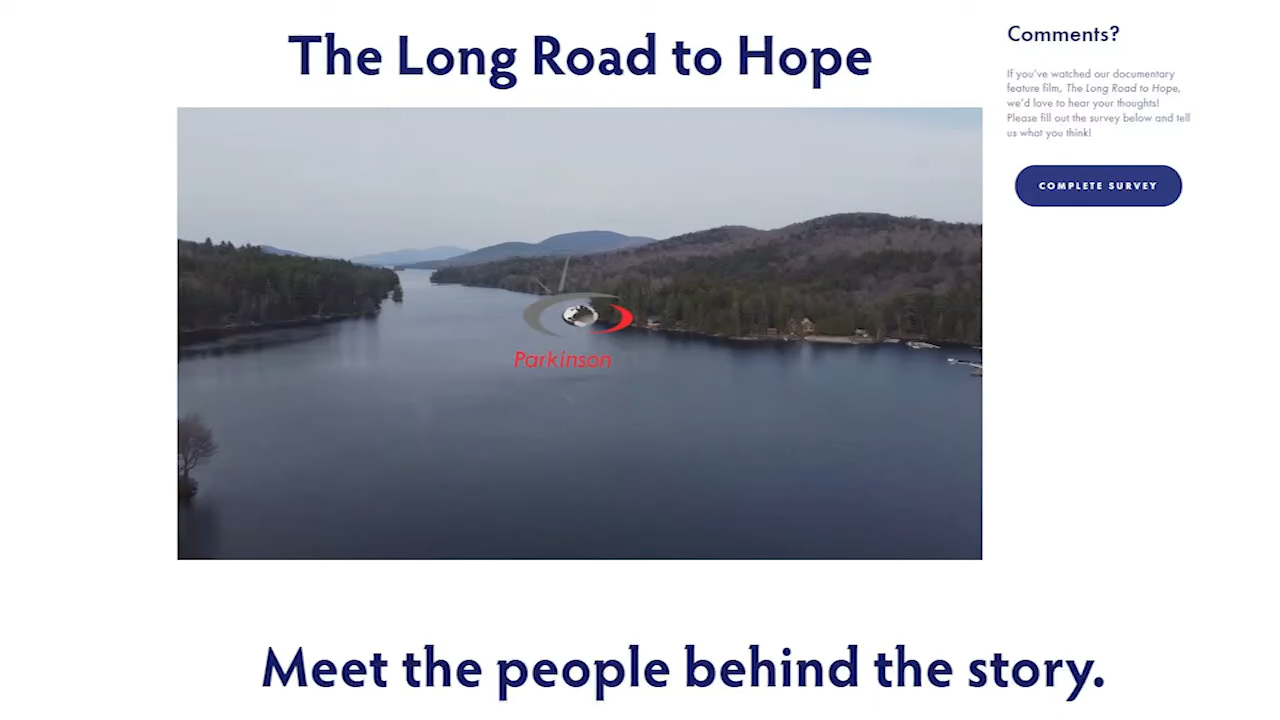 The Long Road to Hope
Parkinson
Comments?
If you've watched our documentary
feature film, The Long Road to Hope,
we'd love to hear your thoughts!
Please fill out the survey below and tell
us what you think!
COMPLETE SURVEY
Meet the people behind the story.